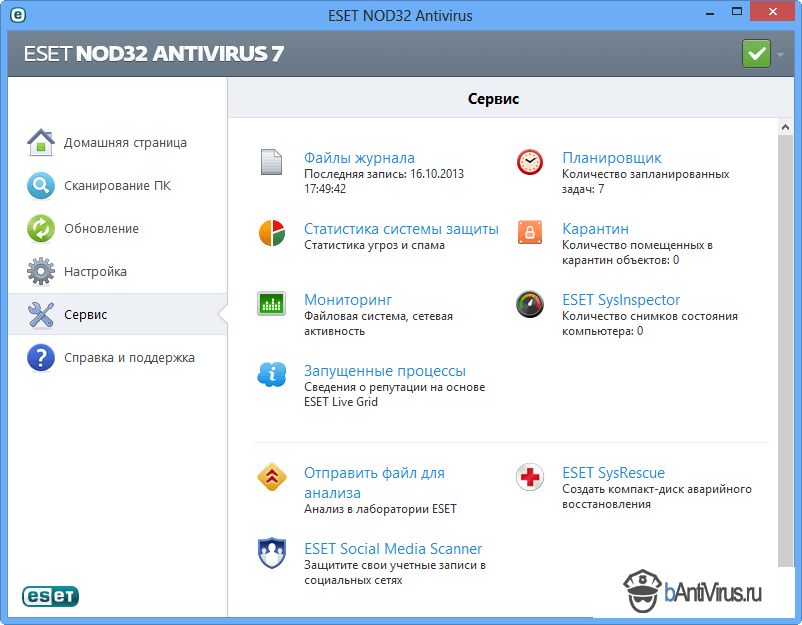 ESET NOD32 Antivirus
ESET NOD32 ANTIVIRUS 7
Домашняя страница
Сканирование ПК
Обновление
Настройка
Сервис
Справка и поддержка
eseT
Сервис
Файлы журнала
Последняя запись: 16.10.2013
17:49:42
Планировщик
Количество запланированных
задач: 7
Статистика системы защиты
Статистика угроз и спама
Карантин
Количество помещенных в
карантин объектов: 0
Мониторинг
Файловая система, сетевая
активность
ESET SysInspector
Количество снимков состояния
компьютера: 0
Запущенные процессы
Сведения о репутации на основе
ESET Live Grid
Отправить файл для
анализа
Анализ в лаборатории ESET
ESET SysRescue
Создать компакт-диск аварийного
восстановления
ESET Social Media Scanner
Защитите свои учетные записи в
социальных сетях
bAntiVirus.ru